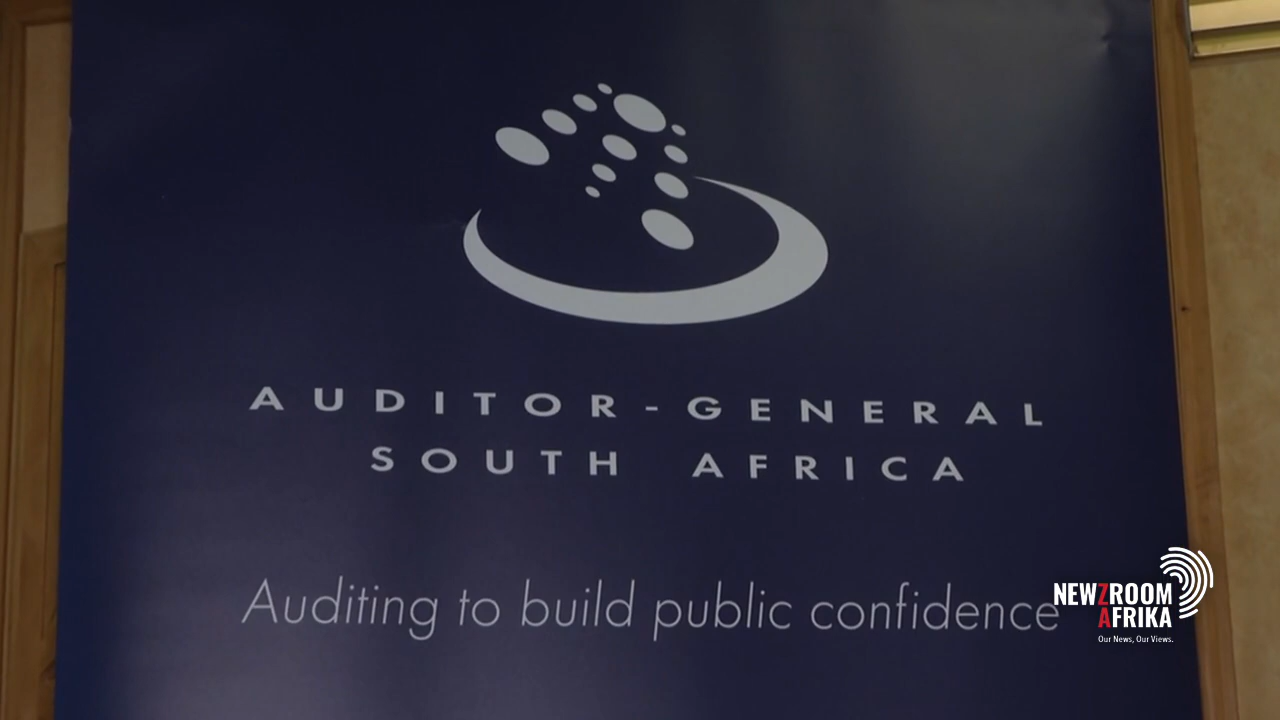 AUDITOR-GENERAL
SOUTH AFRICA
Auditing to build public confidence
NEWZROOM
AFRIKA
Our News, Our Views.